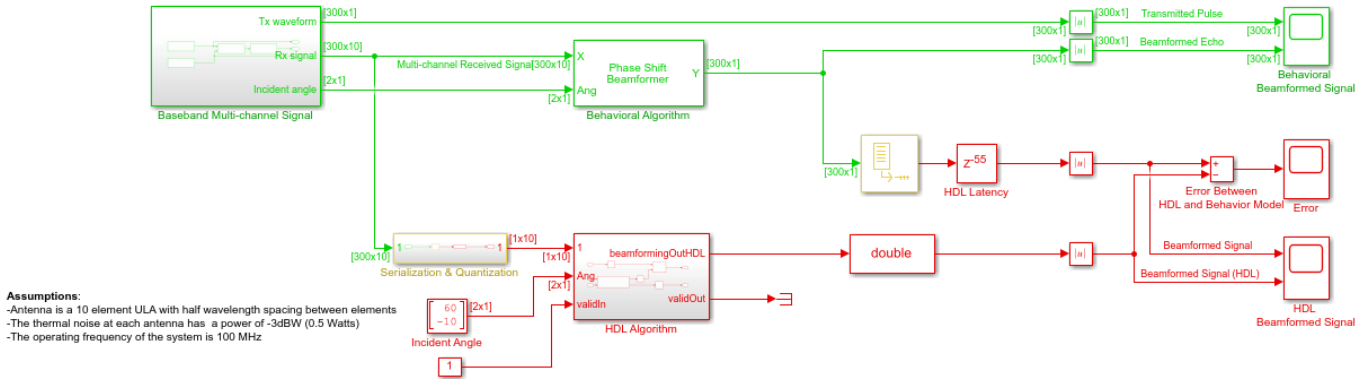 Tx waveform
[300x1]
Rx signal
[300x10]
Incident angle
[2x1]
Baseband Multi-channel Signal
Multi-channel Received Signal
[300x10]
[2x1]
X
Ang
Phase Shift
Beamformer
Y
[300x1]
Behavioral Algorithm
[300x1]
|u|
[300x1]
Transmitted Pulse
[300x1]
[300x1]
|u|
[300x1]
Beamformed Echo
[300x1]
Behavioral
Beamformed Signal
[300x1]
Z-55
HDL Latency
|u|
+
−
Error Between
HDL and Behavior Model
Error
[300x10]
1
1
Serialization & Quantization
[1x10]
[1x10]
1
Ang
[2x1]
validIn
beamformingOutHDL
validOut
HDL Algorithm
double
|u|
Beamformed Signal
Beamformed Signal (HDL)
HDL
Beamformed Signal
60
-10
[2x1]
Incident Angle
1
Assumptions:
-Antenna is a 10 element ULA with half wavelength spacing between elements
-The thermal noise at each antenna has a power of -3dBW (0.5 Watts)
-The operating frequency of the system is 100 MHz